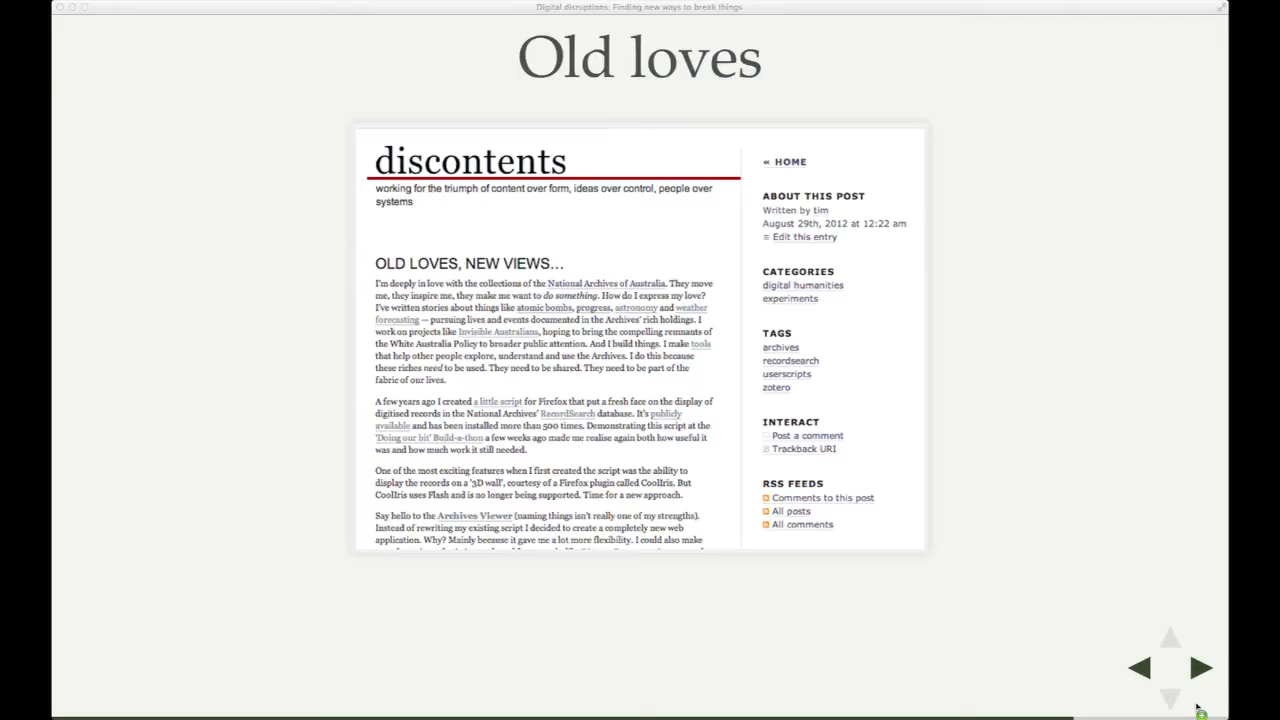 Digital disruptions: Finding new ways to break things
Old loves
discontents
working for the triumph of content over form, ideas over control, people over
systems
OLD LOVES, NEW VIEWS…
I'm deeply in love with the collections of the National Archives of Australia. They move
me, they inspire me, they make me want to do something. How do I express my love?
I've written stories about things like atomic bombs, progress, astronomy and weather
forecasting — pursuing lives and events documented in the Archives' rich holdings. I
work on projects like Invisible Australians, hoping to bring the compelling remnants of
the White Australia Policy to broader public attention. And I build things. I make tools
that help other people explore, understand and use the Archives. I do this because
these riches need to be used. They need to be shared. They need to be part of the
fabric of our lives.
A few years ago I created a little script for Firefox that put a fresh face on the display of
digitised records in the National Archives' RecordSearch database. It's publicly
available and has been installed more than 500 times. Demonstrating this script at the
'Doing our bit' Build-a-thon a few weeks ago made me realise again both how useful it
was and how much work it still needed.
One of the most exciting features when I first created the script was the ability to
display the records on a '3D wall', courtesy of a Firefox plugin called CoolIris. But
CoolIris uses Flash and is no longer being supported. Time for a new approach.
Say hello to the Archives Viewer (naming things isn't really one of my strengths).
Instead of rewriting my existing script I decided to create a completely new web
application. Why? Mainly because it gave me a lot more flexibility. I could also make
« HOME
ABOUT THIS POST
Written by tim
August 29th, 2012 at 12:22 am
≡ Edit this entry
CATEGORIES
digital humanities
experiments
TAGS
archives
recordsearch
userscripts
zotero
INTERACT
Post a comment
Trackback URI
RSS FEEDS
Comments to this post
All posts
All comments